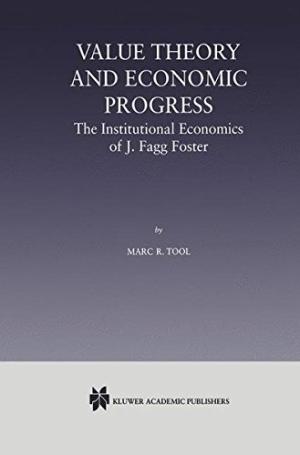 VALUE THEORY
AND ECONOMIC
PROGRESS
The Institutional Economics
of J. Fagg Foster
by
MARC R. TOOL
KLUWER ACADEMIC PUBLISHERS